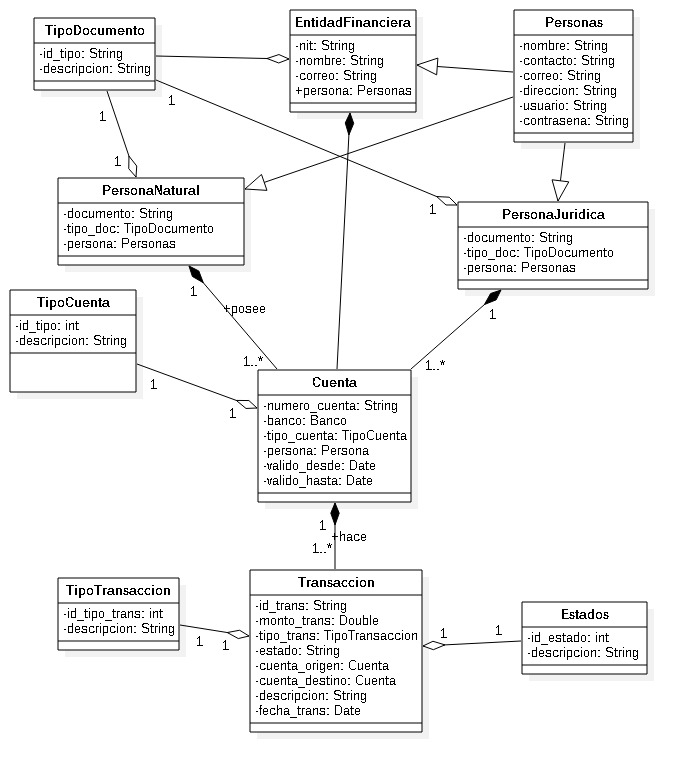 TipoDocumento
-id_tipo: String
-descripcion: String
EntidadFinanciera
-nit: String
-nombre: String
-correo: String
+persona: Personas
Personas
-nombre: String
-contacto: String
-correo: String
-direccion: String
-usuario: String
-contrasena: String
1
1
1
1
PersonaNatural
-documento: String
-tipo_doc: TipoDocumento
-persona: Personas
PersonaJuridica
-documento: String
-tipo_doc: TipoDocumento
-persona: Personas
1
+posee
1..*
1
1..*
TipoCuenta
-id_tipo: int
-descripcion: String
1
1
Cuenta
-numero_cuenta: String
-banco: Banco
-tipo_cuenta: TipoCuenta
-persona: Persona
-valido_desde: Date
-valido_hasta: Date
1
+hace
1..*
TipoTransaccion
-id_tipo_trans: int
-descripcion: String
1
1
Transaccion
-id_trans: String
-monto_trans: Double
-tipo_trans: TipoTransaccion
-estado: String
-cuenta_origen: Cuenta
-cuenta_destino: Cuenta
-descripcion: String
-fecha_trans: Date
1
1
Estados
-id_estado: int
-descripcion: String